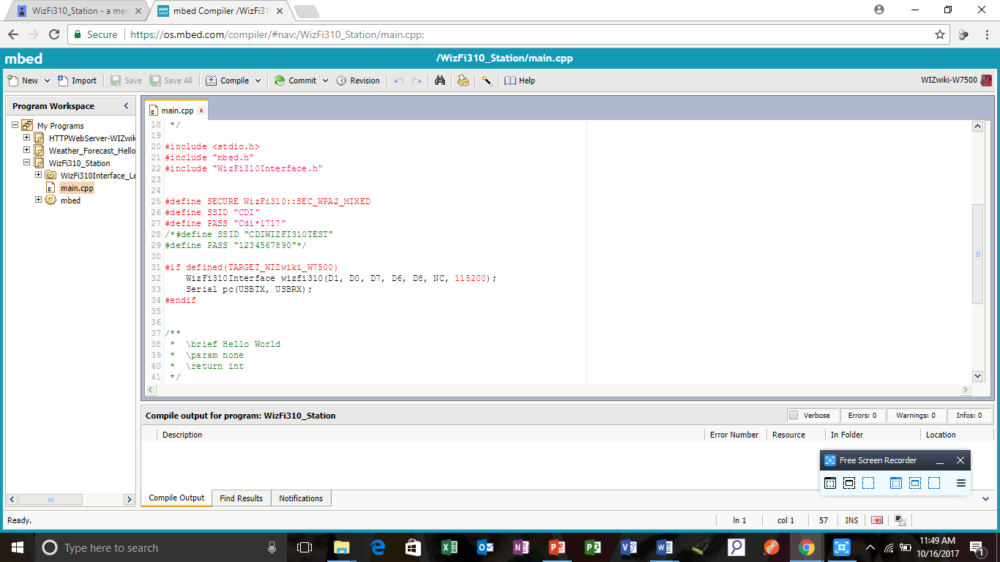 WizFi310_Station - a mer
mbed Compiler /WizFi31
Secure https://os.mbed.com/compiler/#nav:/WizFi310_Station/main.cpp;
mbed
/WizFi310_Station/main.cpp
New Import Save Save All Compile Commit Revision Help WIZwiki-W7500
Program Workspace
My Programs
HTTPWebServer-WIZwik
Weather_Forecast_Hello
WizFi310_Station
WizFi310Interface_Le
main.cpp
mbed
main.cpp
18 */
19
20 #include <stdio.h>
21 #include "mbed.h"
22 #include "WizFi310Interface.h"
23
24
25 #define SECURE WizFi310::SEC_WPA2_MIXED
26 #define SSID "CDI"
27 #define PASS "Cdi*1717"
28 /*#define SSID "CDIWIZFI310TEST"
29 #define PASS "1234567890"*/
30
31 #if defined(TARGET_WIZwiki_W7500)
32 WizFi310Interface wizfi310(D1, D0, D7, D6, D8, NC, 115200);
33 Serial pc(USBTX, USBRX);
34 #endif
35
36
37 /**
38 * \brief Hello World
39 * \param none
40 * \return int
41 */
Compile output for program: WizFi310_Station
Verbose Errors: 0 Warnings: 0 Infos: 0
Description Error Number Resource In Folder Location
Free Screen Recorder
Compile Output Find Results Notifications
Ready.
ln 1 col 1 57 INS
Type here to search
11:49 AM
10/16/2017
1